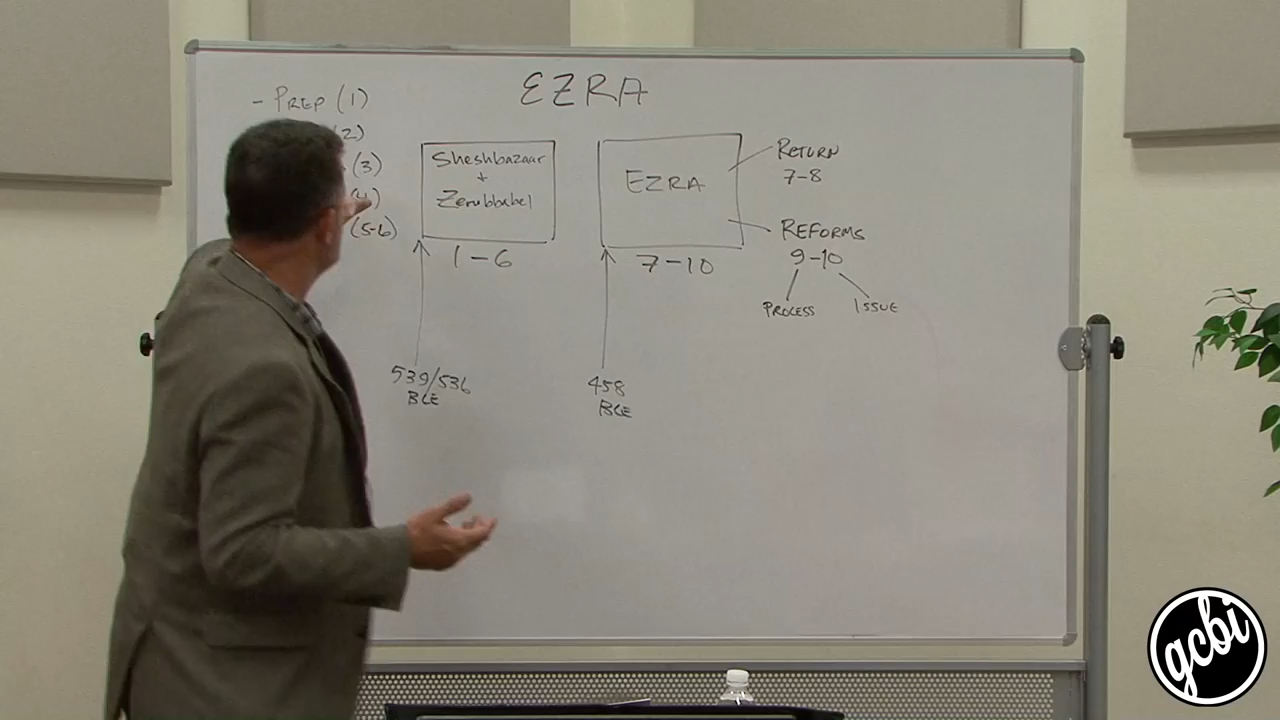 EZRA
- PREP (1)
(2)
(3)
(4)
(5-6)
Sheshbazaar
+
Zerubbabel
1-6
539/536
BCE
EZRA
7-10
458
BCE
RETURN
7-8
REFORMS
9-10
PROCESS
ISSUE
gcbi